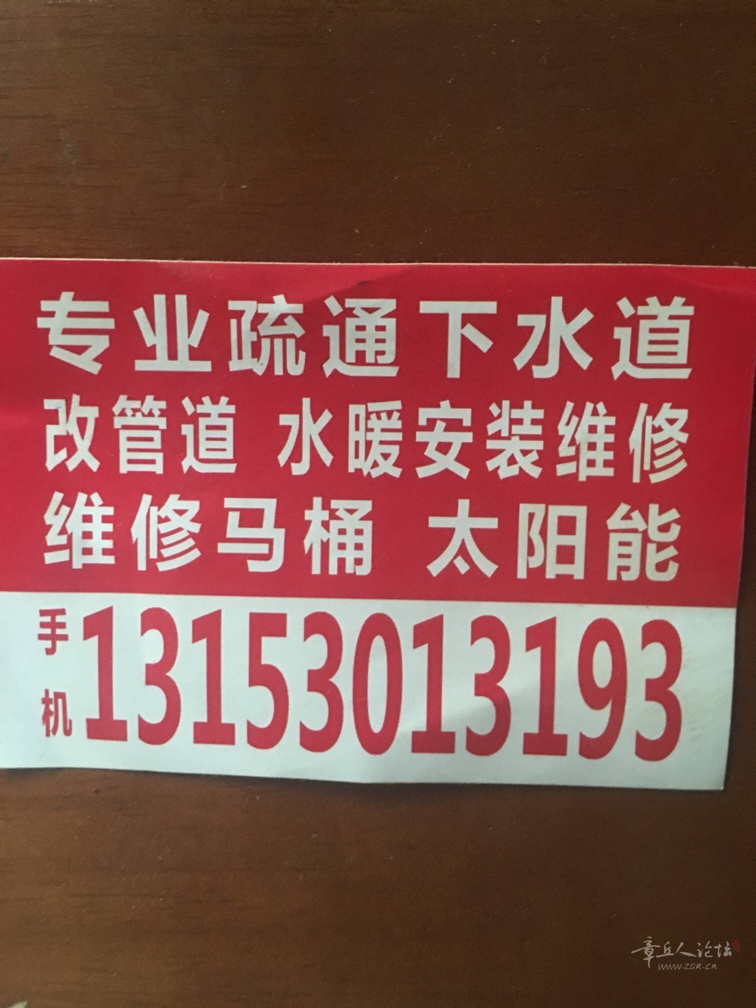 专业疏通下水道
改管道 水暖安装维修
维修马桶 太阳能
手机 13153013193
章丘人论坛
www.ZQR.CN